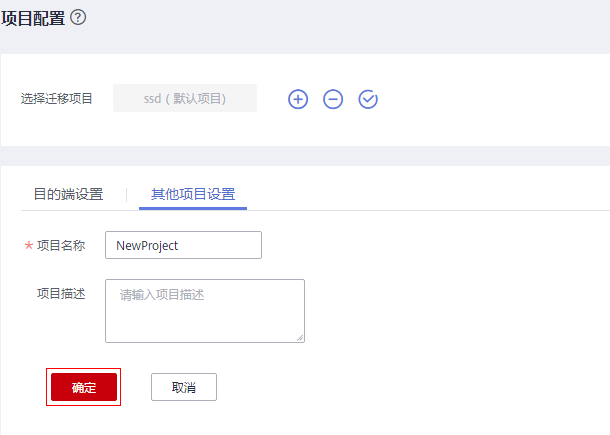 项目配置 ?
选择迁移项目 ssd（默认项目）
目的端设置 其他项目设置
* 项目名称 NewProject
项目描述 请输入项目描述
确定 取消